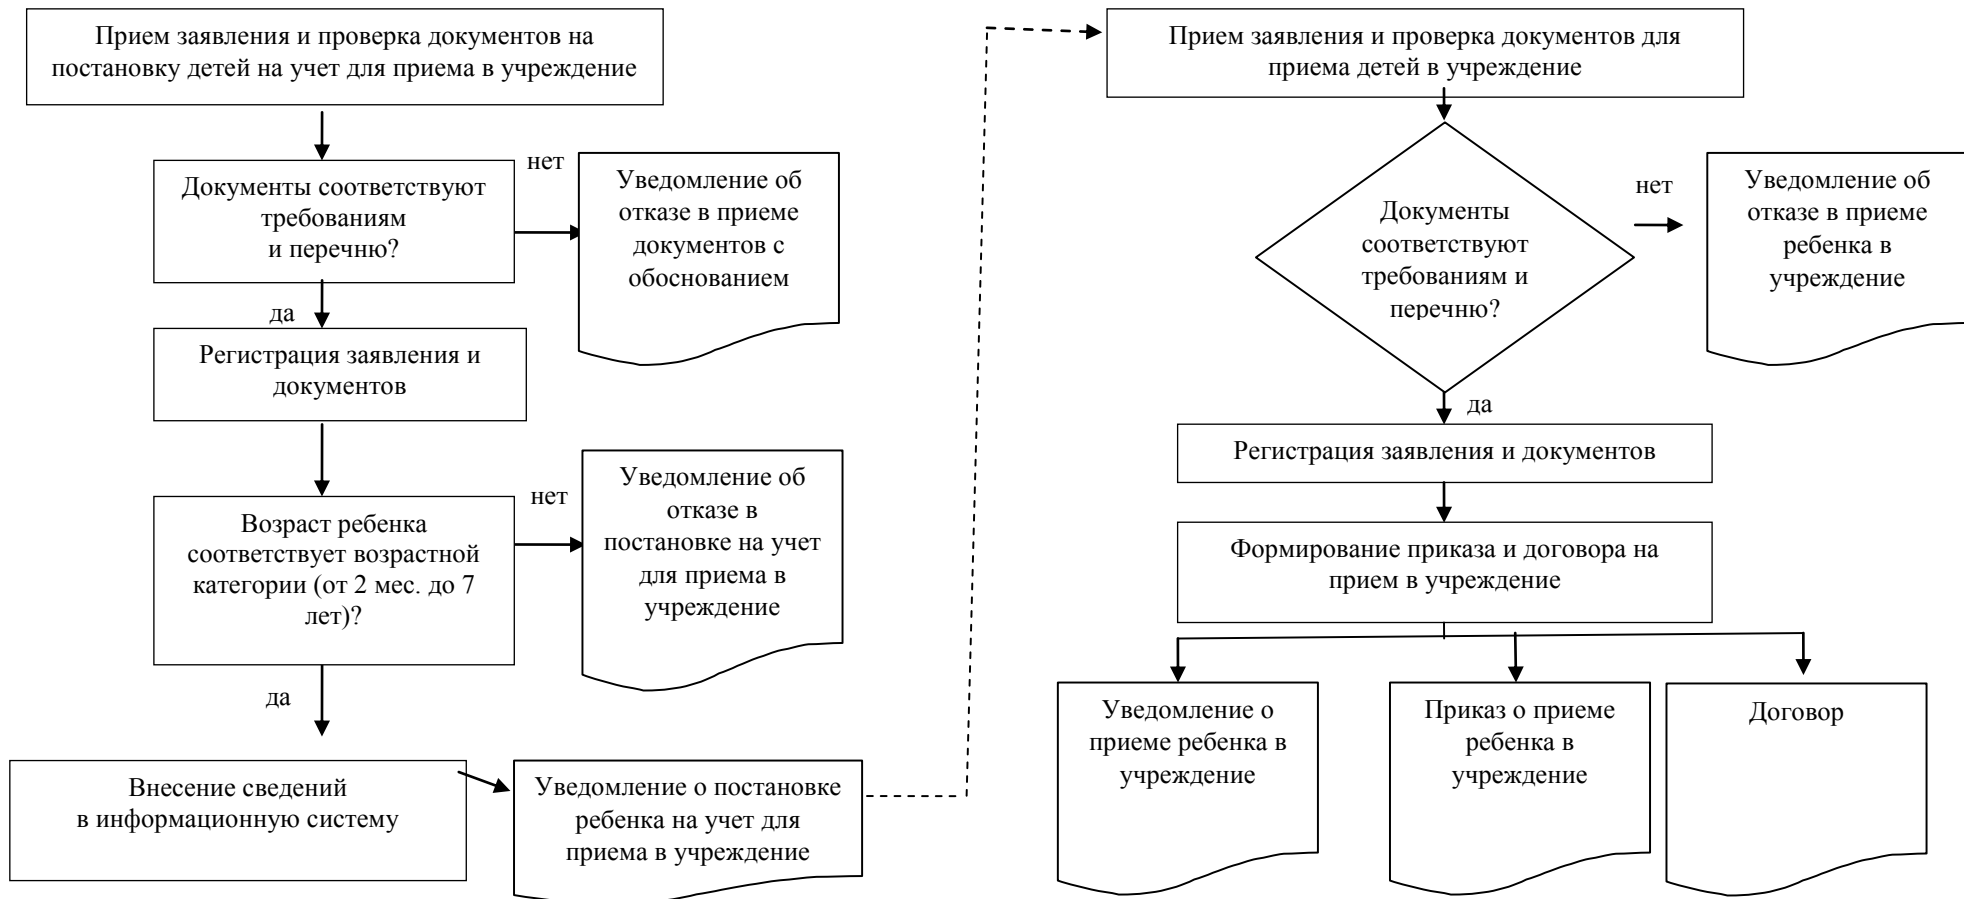 Прием заявления и проверка документов на
постановку детей на учет для приема в учреждение
Документы соответствуют
требованиям
и перечню?
нет
Уведомление об
отказе в приеме
документов с
обоснованием
да
Регистрация заявления и
документов
Возраст ребенка
соответствует возрастной
категории (от 2 мес. до 7
лет)?
нет
Уведомление об
отказе в
постановке на учет
для приема в
учреждение
да
Внесение сведений
в информационную систему
Уведомление о постановке
ребенка на учет для
приема в учреждение
Прием заявления и проверка документов для
приема детей в учреждение
Документы
соответствуют
требованиям и
перечню?
нет
Уведомление об
отказе в приеме
ребенка в
учреждение
да
Регистрация заявления и документов
Формирование приказа и договора на
прием в учреждение
Уведомление о
приеме ребенка в
учреждение
Приказ о приеме
ребенка в
учреждение
Договор